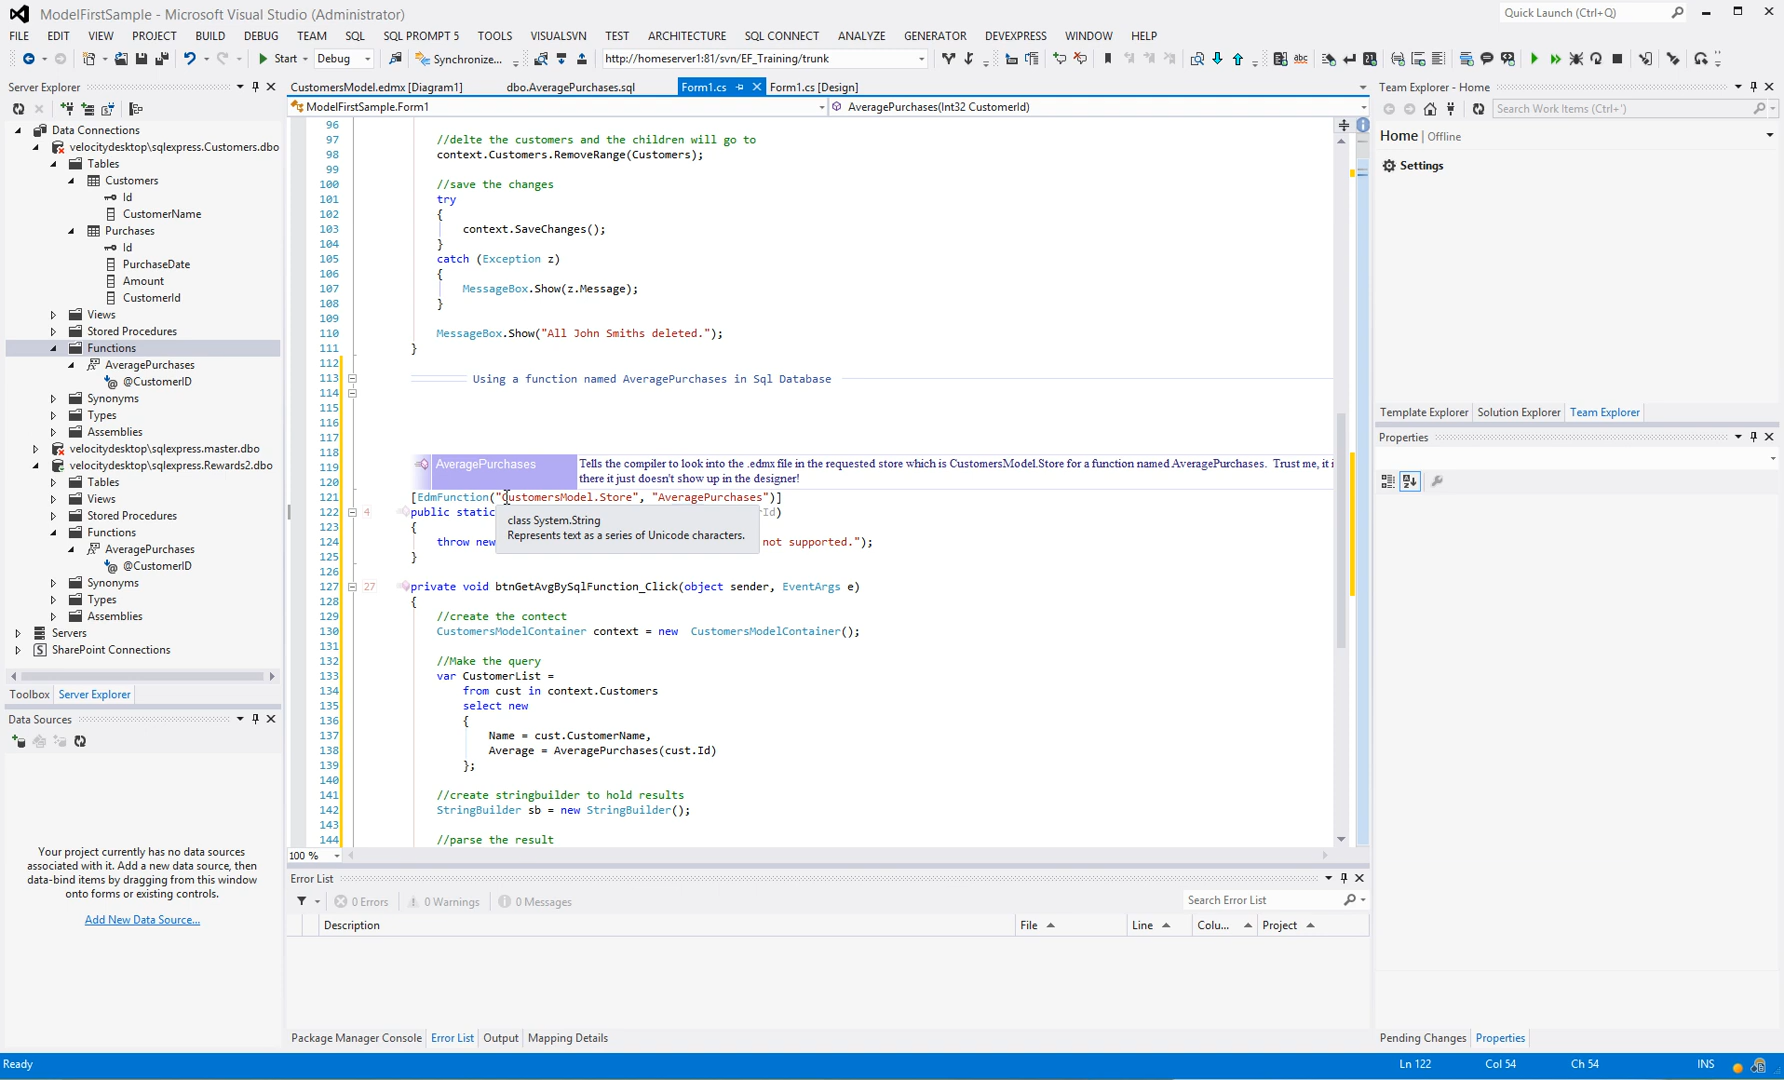 ModelFirstSample - Microsoft Visual Studio (Administrator)
Quick Launch (Ctrl+Q)
FILE EDIT VIEW PROJECT BUILD DEBUG TEAM SQL SQL PROMPT 5 TOOLS VISUALSVN TEST ARCHITECTURE SQL CONNECT ANALYZE GENERATOR DEVEXPRESS WINDOW HELP
Start Debug Synchronize... http://homeserver1:81/svn/EF_Training/trunk
Server Explorer
Data Connections
velocitydesktop\sqlexpress.Customers.dbo
Tables
Customers
Id
CustomerName
Purchases
Id
PurchaseDate
Amount
CustomerId
Views
Stored Procedures
Functions
AveragePurchases
@CustomerID
Synonyms
Types
Assemblies
velocitydesktop\sqlexpress.master.dbo
velocitydesktop\sqlexpress.Rewards2.dbo
Tables
Views
Stored Procedures
Functions
AveragePurchases
@CustomerID
Synonyms
Types
Assemblies
Servers
SharePoint Connections
Toolbox Server Explorer
Data Sources
Your project currently has no data sources
associated with it. Add a new data source, then
data-bind items by dragging from this window
onto forms or existing controls.
Add New Data Source...
CustomersModel.edmx [Diagram1] dbo.AveragePurchases.sql Form1.cs Form1.cs [Design]
ModelFirstSample.Form1 AveragePurchases(Int32 CustomerId)
96
97 //delte the customers and the children will go to
98 context.Customers.RemoveRange(Customers);
99
100 //save the changes
101 try
102 {
103 context.SaveChanges();
104 }
105 catch (Exception z)
106 {
107 MessageBox.Show(z.Message);
108 }
109
110 MessageBox.Show("All John Smiths deleted.");
111 }
112
113 Using a function named AveragePurchases in Sql Database
114
115
116
117
118
119 AveragePurchases Tells the compiler to look into the .edmx file in the requested store which is CustomersModel.Store for a function named AveragePurchases. Trust me, it i
120 there it just doesn't show up in the designer!
121 [EdmFunction("CustomersModel.Store", "AveragePurchases")]
122 4 public static Id)
class System.String
Represents text as a series of Unicode characters.
123 {
124 throw new not supported.");
125 }
126
127 27 private void btnGetAvgBySqlFunction_Click(object sender, EventArgs e)
128 {
129 //create the contect
130 CustomersModelContainer context = new CustomersModelContainer();
131
132 //Make the query
133 var CustomerList =
134 from cust in context.Customers
135 select new
136 {
137 Name = cust.CustomerName,
138 Average = AveragePurchases(cust.Id)
139 };
140
141 //create stringbuilder to hold results
142 StringBuilder sb = new StringBuilder();
143
144 //parse the result
100 %
Error List
0 Errors 0 Warnings 0 Messages Search Error List
Description File Line Colu... Project
Package Manager Console Error List Output Mapping Details
Team Explorer - Home
Search Work Items (Ctrl+')
Home | Offline
Settings
Template Explorer Solution Explorer Team Explorer
Properties
Pending Changes Properties
Ready Ln 122 Col 54 Ch 54 INS